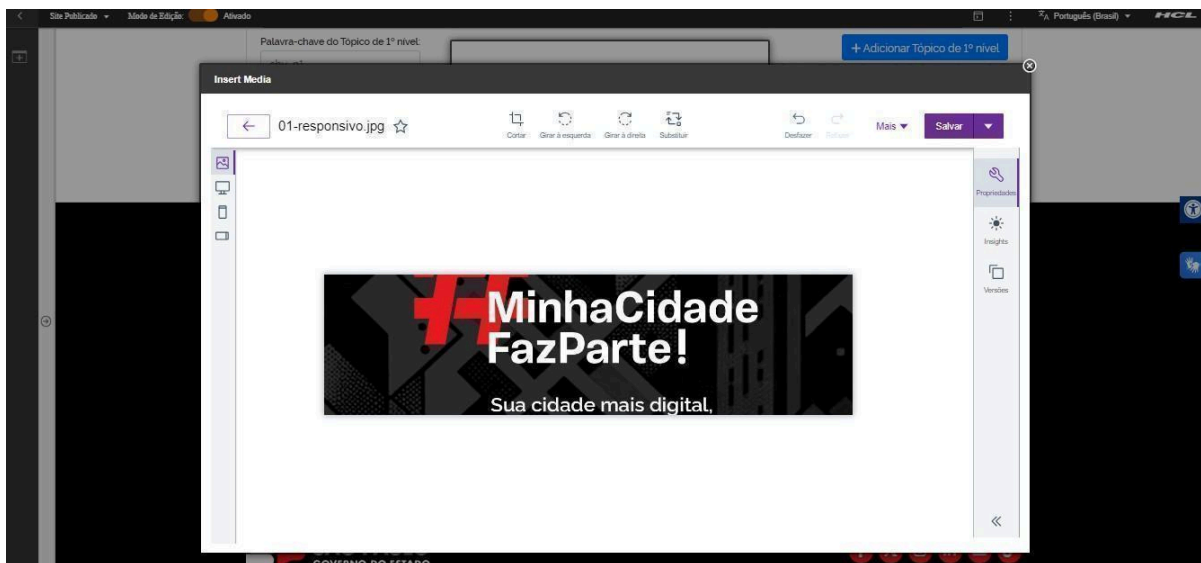 Site Publicado
Modo de Edição:
Ativado
Português (Brasil)
HCL
Palavra-chave do Tópico de 1º nível:
+ Adicionar Tópico de 1º nível
Insert Media
01-responsivo.jpg
Cortar
Girar à esquerda
Girar à direita
Substituir
Desfazer
Refazer
Mais
Salvar
Propriedades
Insights
Versões
#MinhaCidade
FazParte!
Sua cidade mais digital,
SÃO PAULO
GOVERNO DO ESTADO